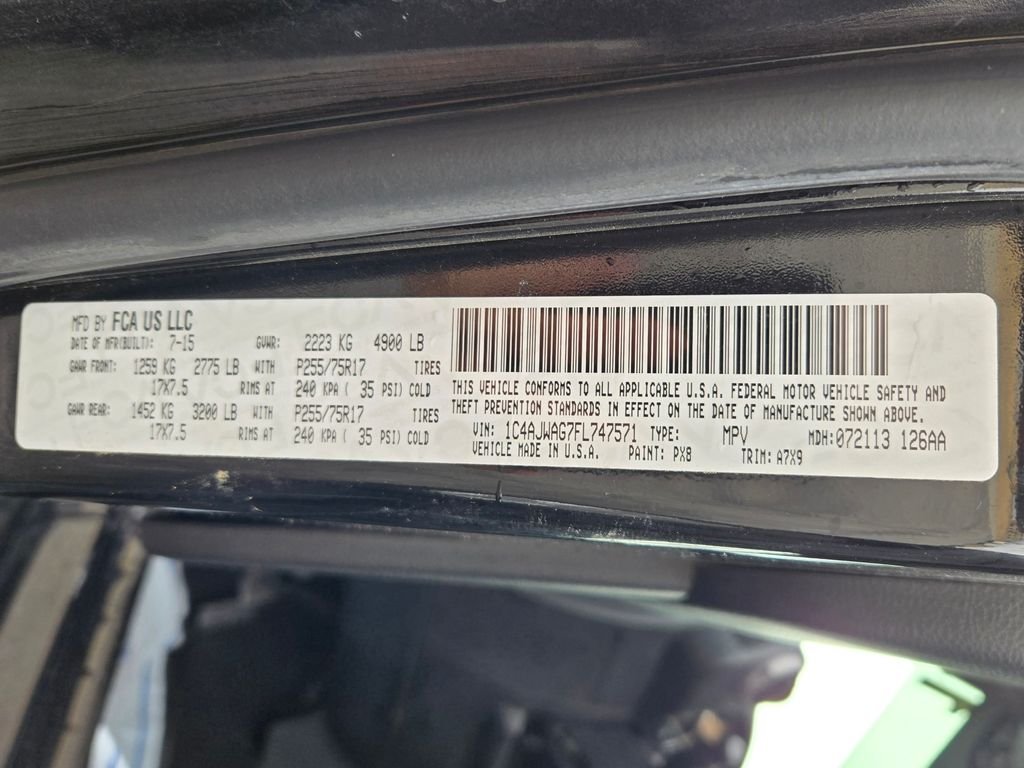 MFD BY FCA US LLC
DATE OF MFR(BUILT): 7-15 GVWR: 2223 KG 4900 LB
GAWR FRONT: 1259 KG 2775 LB WITH P255/75R17 TIRES
17X7.5 RIMS AT 240 KPA ( 35 PSI) COLD
GAWR REAR: 1452 KG 3200 LB WITH P255/75R17 TIRES
17X7.5 RIMS AT 240 KPA ( 35 PSI) COLD
THIS VEHICLE CONFORMS TO ALL APPLICABLE U.S.A. FEDERAL MOTOR VEHICLE SAFETY AND
THEFT PREVENTION STANDARDS IN EFFECT ON THE DATE OF MANUFACTURE SHOWN ABOVE.
VIN: 1C4AJWAG7FL747571 TYPE: MPV MDH:072113 126AA
VEHICLE MADE IN U.S.A. PAINT: PX8 TRIM: A7X9